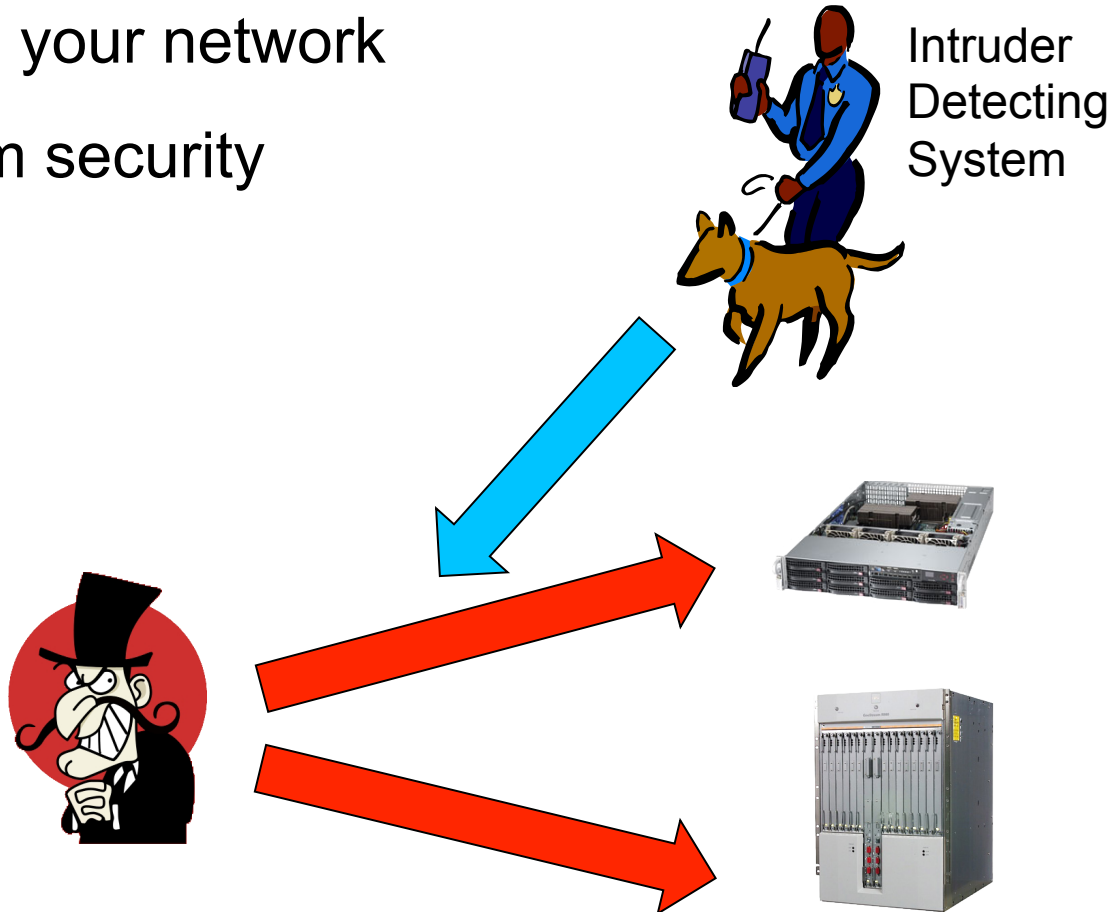 your network
m security
Intruder
Detecting
System